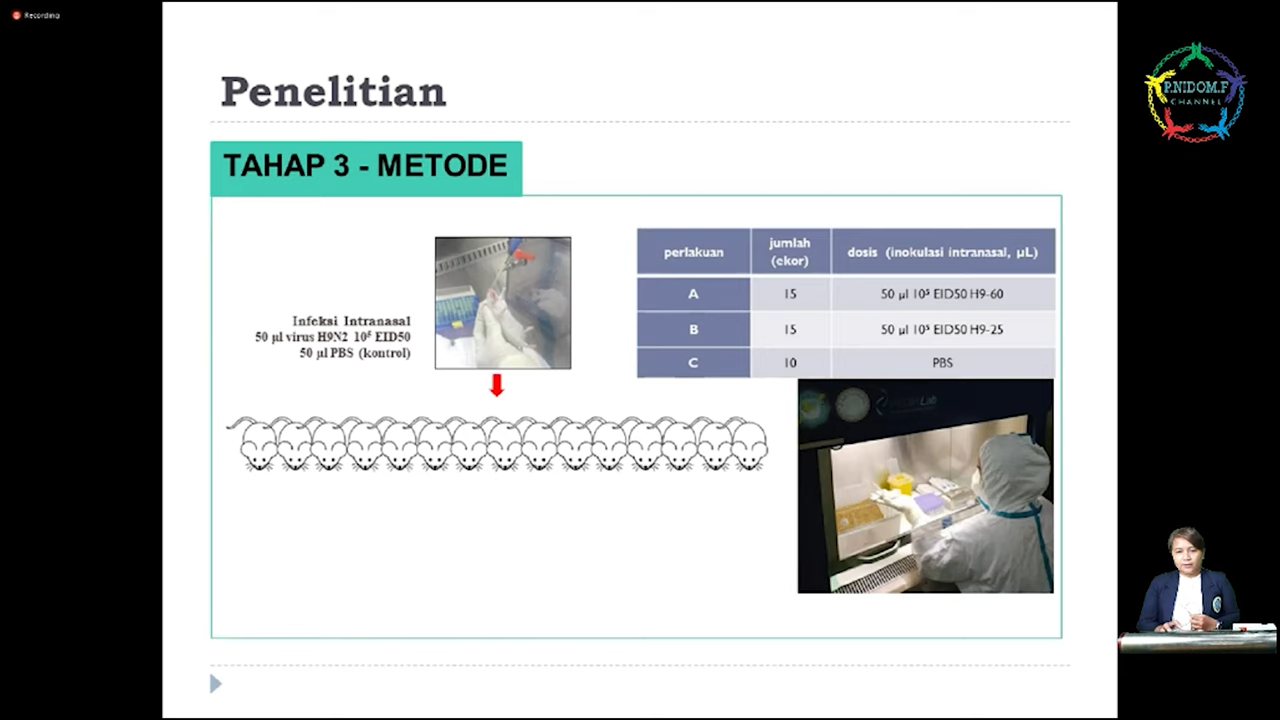 Recording
Penelitian
P.NIDOM.F
CHANNEL
TAHAP 3 - METODE
Infeksi Intranasal
50 µl virus H9N2 10⁵ EID50
50 µl PBS (kontrol)
perlakuan
jumlah (ekor)
dosis (inokulasi intranasal, µL)
A
15
50 µl 10⁵ EID50 H9-60
B
15
50 µl 10⁵ EID50 H9-25
C
10
PBS